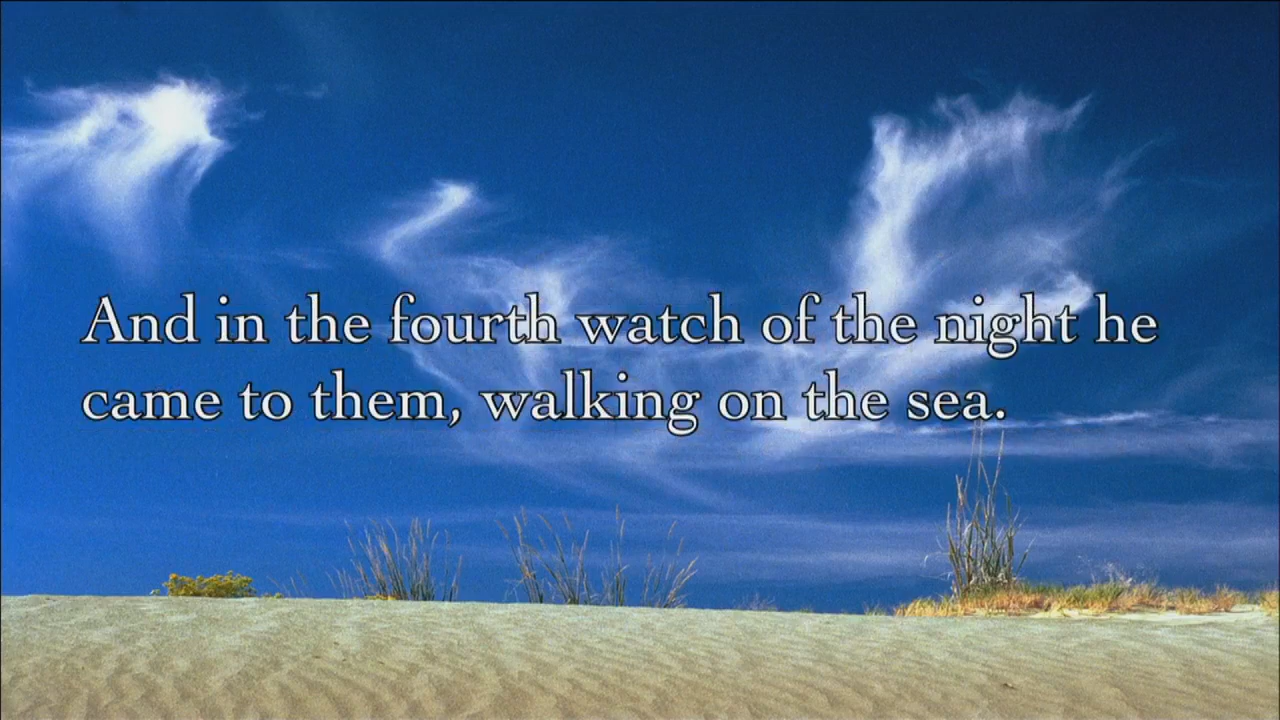 And in the fourth watch of the night he
came to them, walking on the sea.